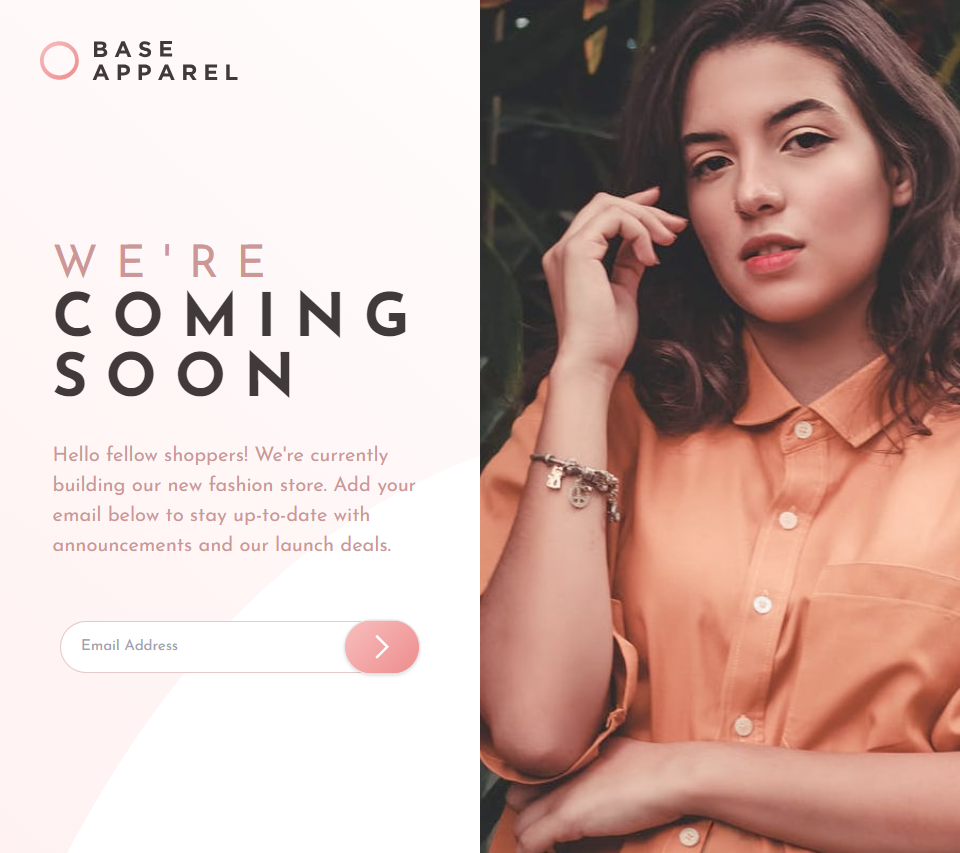 BASE
APPAREL
WE'RE
COMING
SOON
Hello fellow shoppers! We're currently
building our new fashion store. Add your
email below to stay up-to-date with
announcements and our launch deals.
Email Address